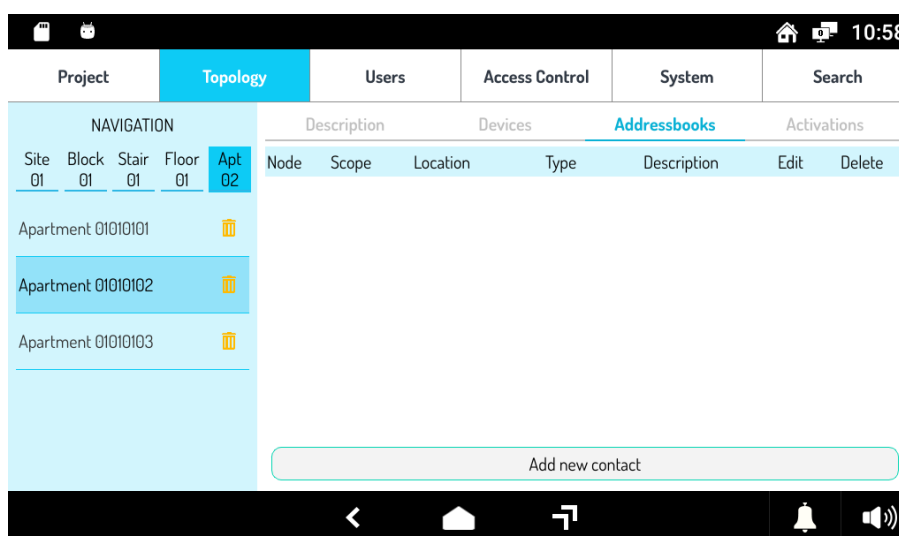 10:58
Project Topology Users Access Control System Search
NAVIGATION
Description Devices Addressbooks Activations
Site Block Stair Floor Apt
01 01 01 01 02
Node Scope Location Type Description Edit Delete
Apartment 01010101
Apartment 01010102
Apartment 01010103
Add new contact